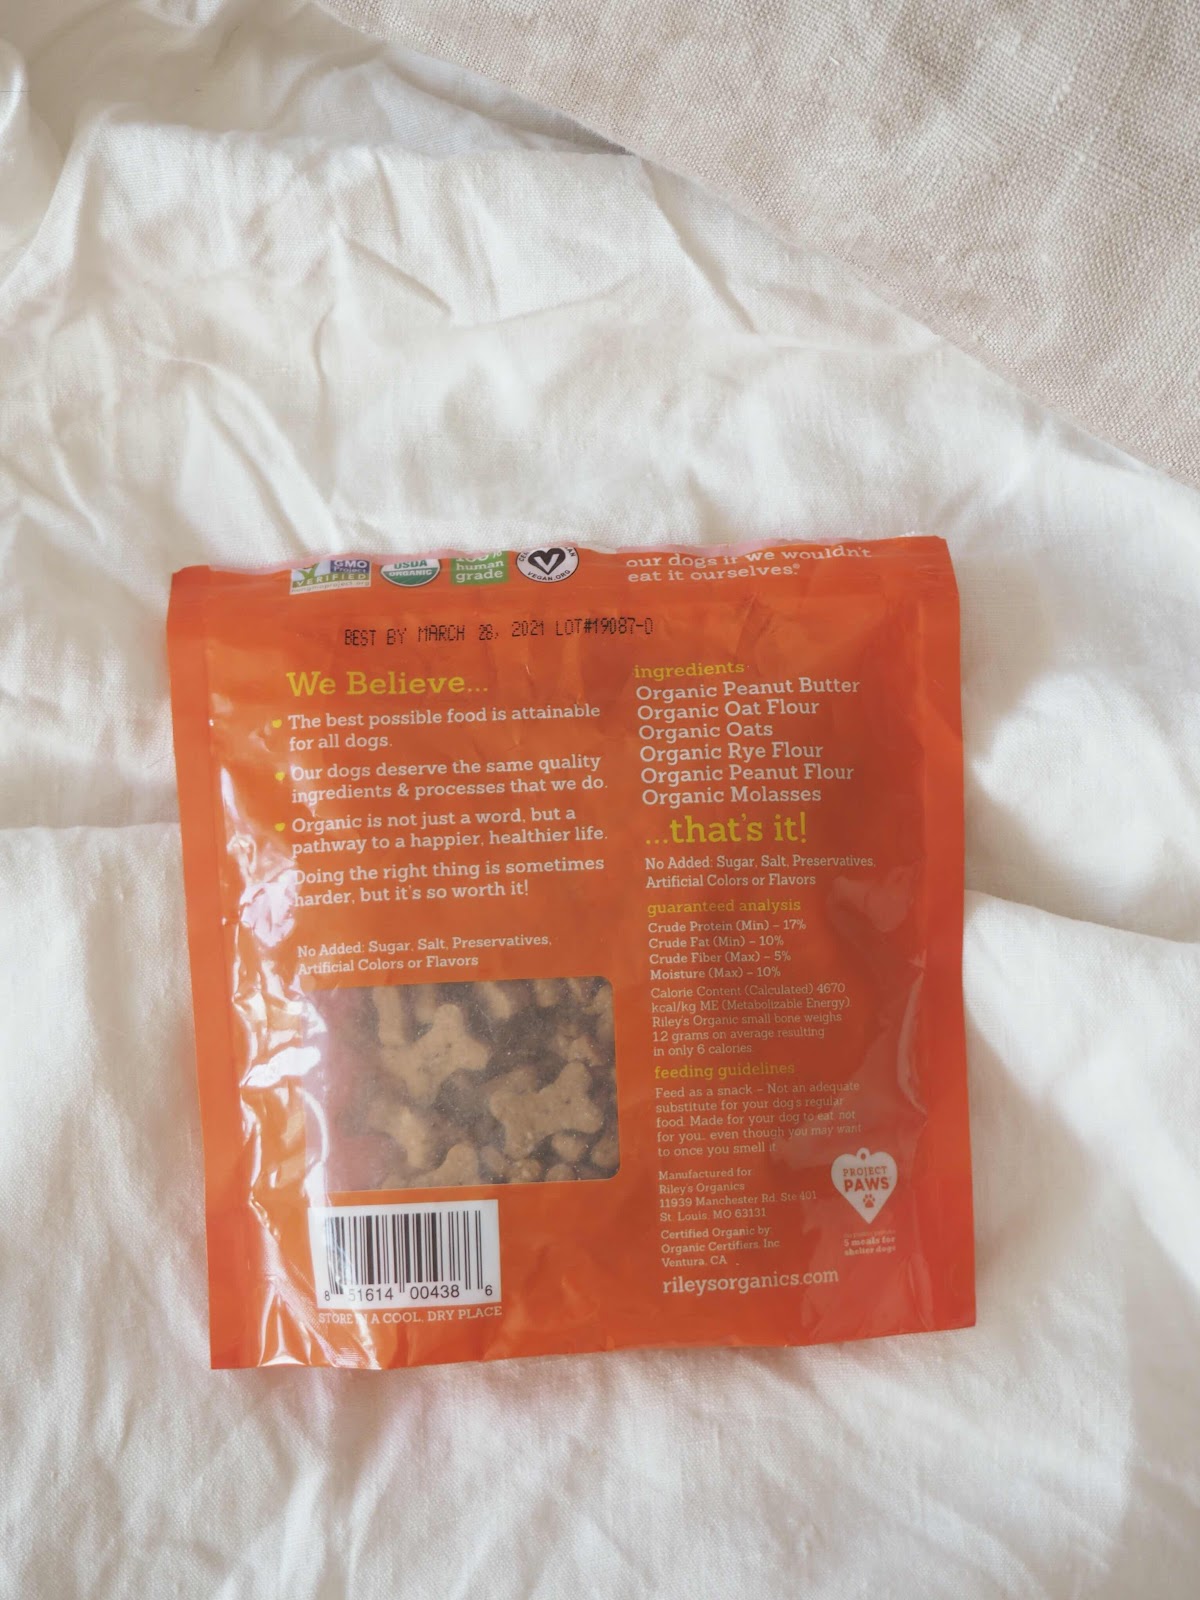 GMO
VERIFIED
USDA
ORGANIC
human
grade
VEGAN.ORG
our dogs if we wouldn't
eat it ourselves.®
BEST BY MARCH 26, 2021 LOT#19087-0
We Believe...
The best possible food is attainable
for all dogs.
Our dogs deserve the same quality
ingredients & processes that we do.
Organic is not just a word, but a
pathway to a happier, healthier life.
Doing the right thing is sometimes
harder, but it's so worth it!
No Added: Sugar, Salt, Preservatives,
Artificial Colors or Flavors
8 51614 00438 6
STORE IN A COOL, DRY PLACE
ingredients
Organic Peanut Butter
Organic Oat Flour
Organic Oats
Organic Rye Flour
Organic Peanut Flour
Organic Molasses
...that's it!
No Added: Sugar, Salt, Preservatives,
Artificial Colors or Flavors
guaranteed analysis
Crude Protein (Min) – 17%
Crude Fat (Min) – 10%
Crude Fiber (Max) – 5%
Moisture (Max) – 10%
Calorie Content (Calculated) 4670
kcal/kg ME (Metabolizable Energy).
Riley's Organic small bone weighs
1.2 grams on average resulting
in only 6 calories
feeding guidelines
Feed as a snack – Not an adequate
substitute for your dog's regular
food. Made for your dog to eat, not
for you, even though you may want
to once you smell it.
Manufactured for:
Riley's Organics
11939 Manchester Rd. Ste 401
St. Louis, MO 63131
Certified Organic by
Organic Certifiers, Inc.
Ventura, CA
rileysorganics.com
PROJECT
PAWS
5 meals for
shelter dogs